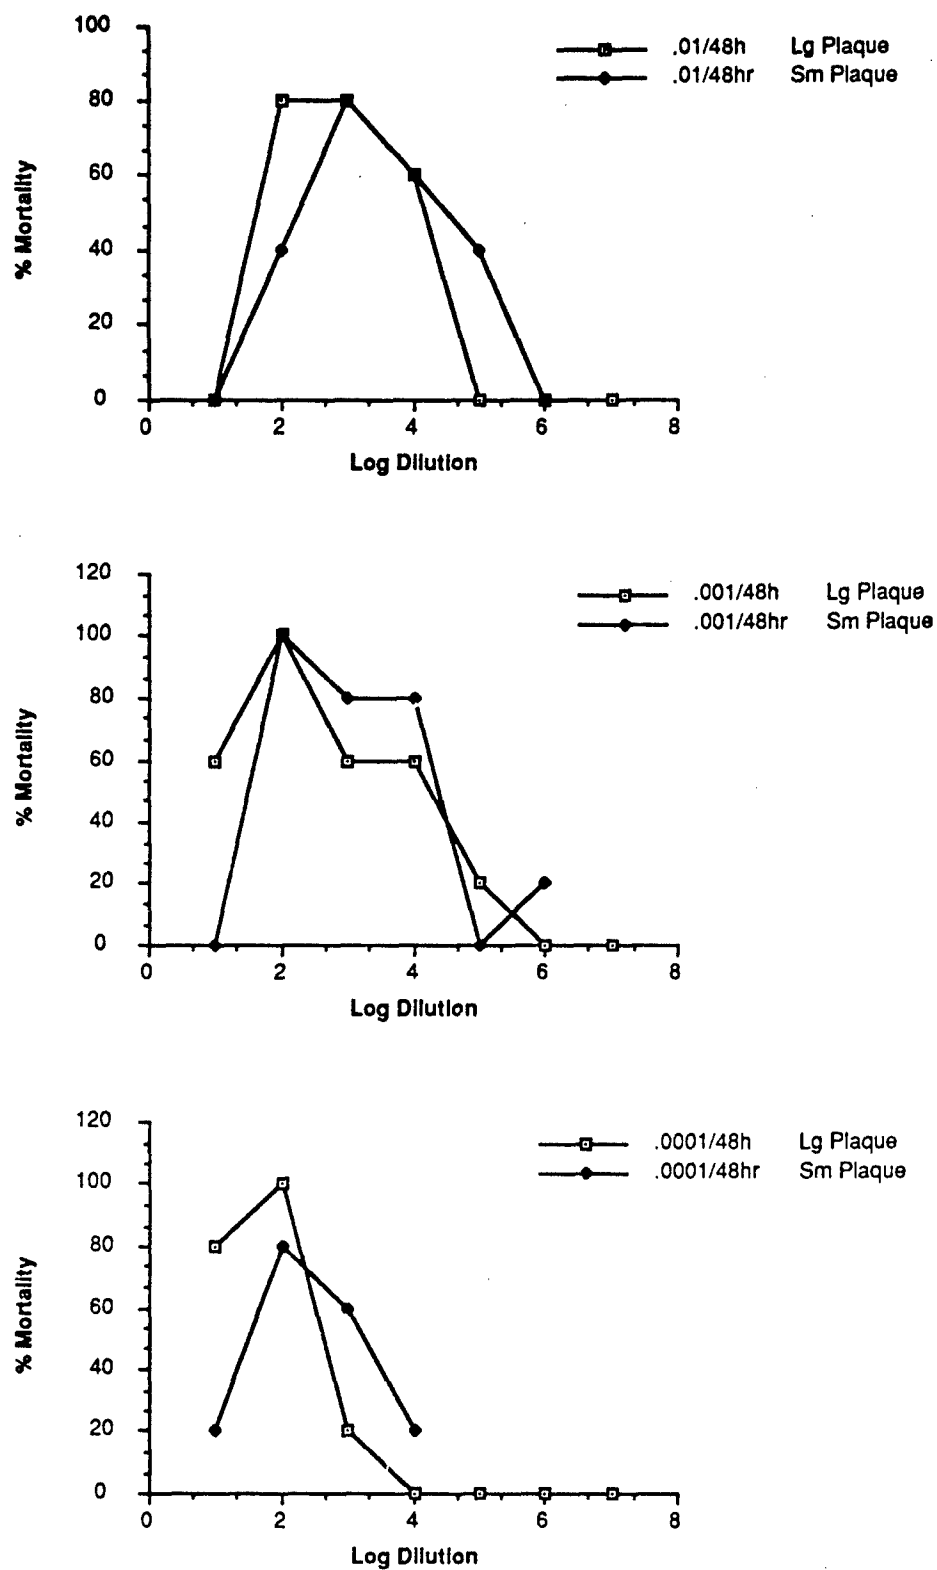 100
80
60
40
20
0
% Mortality
0 2 4 6 8
Log Dilution
.01/48h Lg Plaque
.01/48hr Sm Plaque
120
100
80
60
40
20
0
% Mortality
0 2 4 6 8
Log Dilution
.001/48h Lg Plaque
.001/48hr Sm Plaque
120
100
80
60
40
20
0
% Mortality
0 2 4 6 8
Log Dilution
.0001/48h Lg Plaque
.0001/48hr Sm Plaque